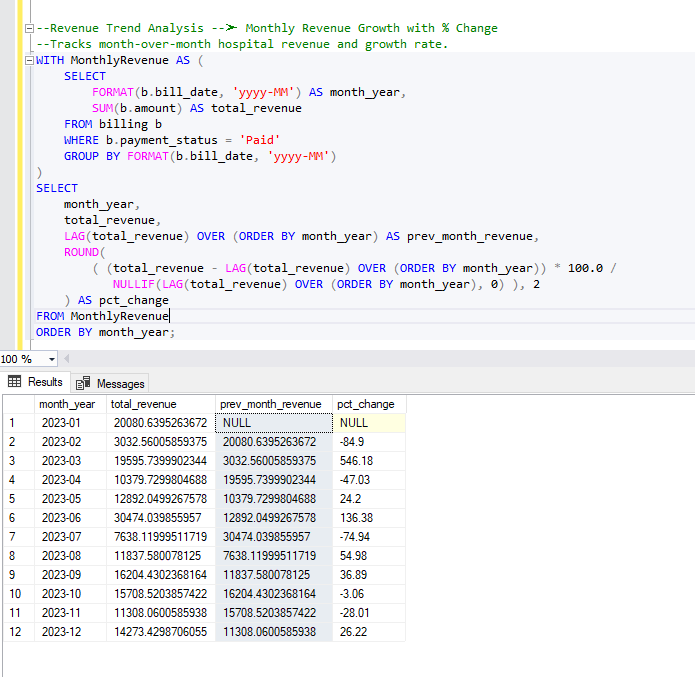 --Revenue Trend Analysis --➢ Monthly Revenue Growth with % Change
--Tracks month-over-month hospital revenue and growth rate.
WITH MonthlyRevenue AS (
    SELECT
        FORMAT(b.bill_date, 'yyyy-MM') AS month_year,
        SUM(b.amount) AS total_revenue
    FROM billing b
    WHERE b.payment_status = 'Paid'
    GROUP BY FORMAT(b.bill_date, 'yyyy-MM')
)
SELECT
    month_year,
    total_revenue,
    LAG(total_revenue) OVER (ORDER BY month_year) AS prev_month_revenue,
    ROUND(
        ( (total_revenue - LAG(total_revenue) OVER (ORDER BY month_year)) * 100.0 /
           NULLIF(LAG(total_revenue) OVER (ORDER BY month_year), 0) ), 2
    ) AS pct_change
FROM MonthlyRevenue
ORDER BY month_year;
100 %
Results Messages
month_year total_revenue prev_month_revenue pct_change
1 2023-01 20080.6395263672 NULL NULL
2 2023-02 3032.56005859375 20080.6395263672 -84.9
3 2023-03 19595.7399902344 3032.56005859375 546.18
4 2023-04 10379.7299804688 19595.7399902344 -47.03
5 2023-05 12892.0499267578 10379.7299804688 24.2
6 2023-06 30474.039855957 12892.0499267578 136.38
7 2023-07 7638.11999511719 30474.039855957 -74.94
8 2023-08 11837.580078125 7638.11999511719 54.98
9 2023-09 16204.4302368164 11837.580078125 36.89
10 2023-10 15708.5203857422 16204.4302368164 -3.06
11 2023-11 11308.0600585938 15708.5203857422 -28.01
12 2023-12 14273.4298706055 11308.0600585938 26.22